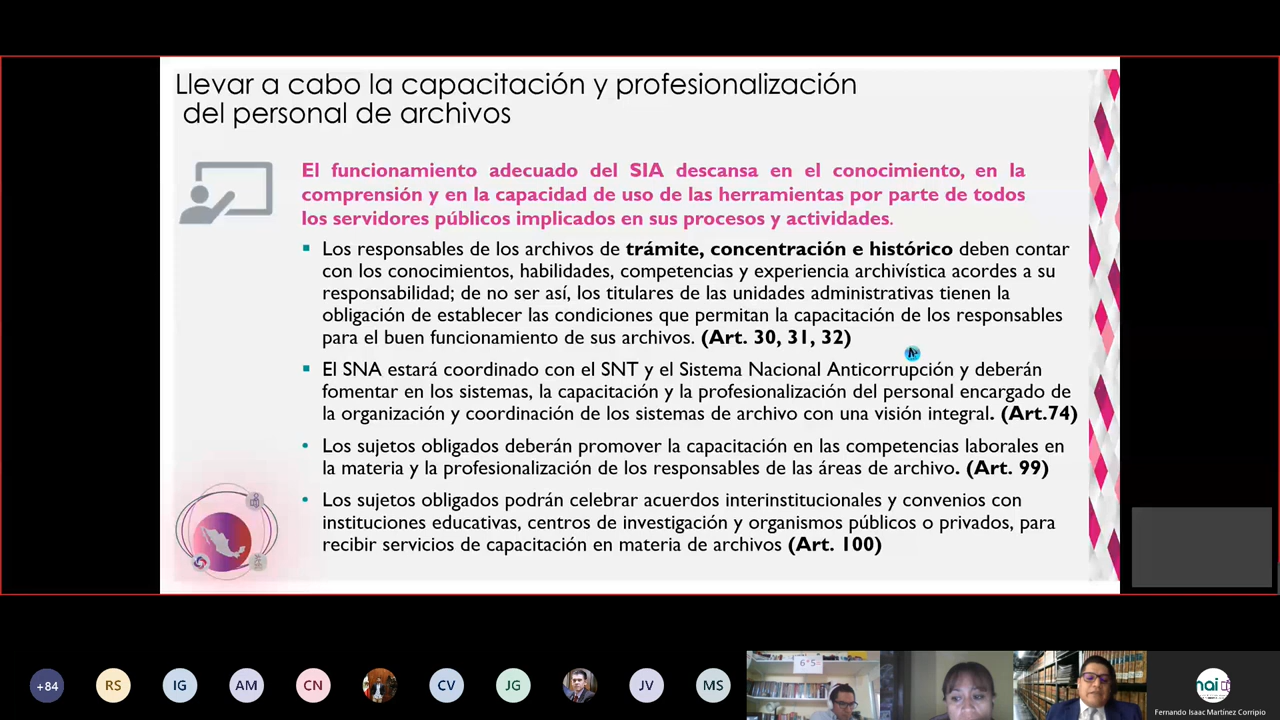 Llevar a cabo la capacitación y profesionalización
del personal de archivos
El funcionamiento adecuado del SIA descansa en el conocimiento, en la
comprensión y en la capacidad de uso de las herramientas por parte de todos
los servidores públicos implicados en sus procesos y actividades.
▪ Los responsables de los archivos de trámite, concentración e histórico deben contar
con los conocimientos, habilidades, competencias y experiencia archivística acordes a su
responsabilidad; de no ser así, los titulares de las unidades administrativas tienen la
obligación de establecer las condiciones que permitan la capacitación de los responsables
para el buen funcionamiento de sus archivos. (Art. 30, 31, 32)
▪ El SNA estará coordinado con el SNT y el Sistema Nacional Anticorrupción y deberán
fomentar en los sistemas, la capacitación y la profesionalización del personal encargado de
la organización y coordinación de los sistemas de archivo con una visión integral. (Art.74)
• Los sujetos obligados deberán promover la capacitación en las competencias laborales en
la materia y la profesionalización de los responsables de las áreas de archivo. (Art. 99)
• Los sujetos obligados podrán celebrar acuerdos interinstitucionales y convenios con
instituciones educativas, centros de investigación y organismos públicos o privados, para
recibir servicios de capacitación en materia de archivos (Art. 100)
+84
RS
IG
AM
CN
CV
JG
JV
MS
inai
Fernando Isaac Martínez Corripio